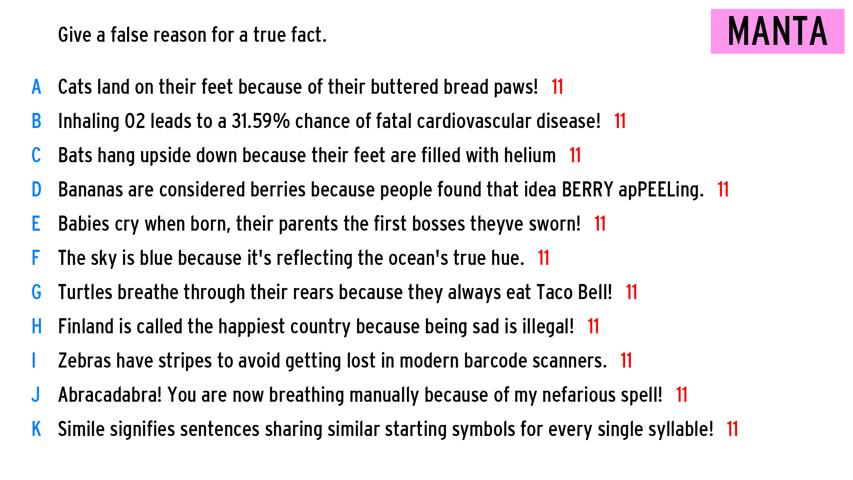 Give a false reason for a true fact.
MANTA
A Cats land on their feet because of their buttered bread paws! 11
B Inhaling O2 leads to a 31.59% chance of fatal cardiovascular disease! 11
C Bats hang upside down because their feet are filled with helium 11
D Bananas are considered berries because people found that idea BERRY apPEELing. 11
E Babies cry when born, their parents the first bosses theyve sworn! 11
F The sky is blue because it's reflecting the ocean's true hue. 11
G Turtles breathe through their rears because they always eat Taco Bell! 11
H Finland is called the happiest country because being sad is illegal! 11
I Zebras have stripes to avoid getting lost in modern barcode scanners. 11
J Abracadabra! You are now breathing manually because of my nefarious spell! 11
K Simile signifies sentences sharing similar starting symbols for every single syllable! 11